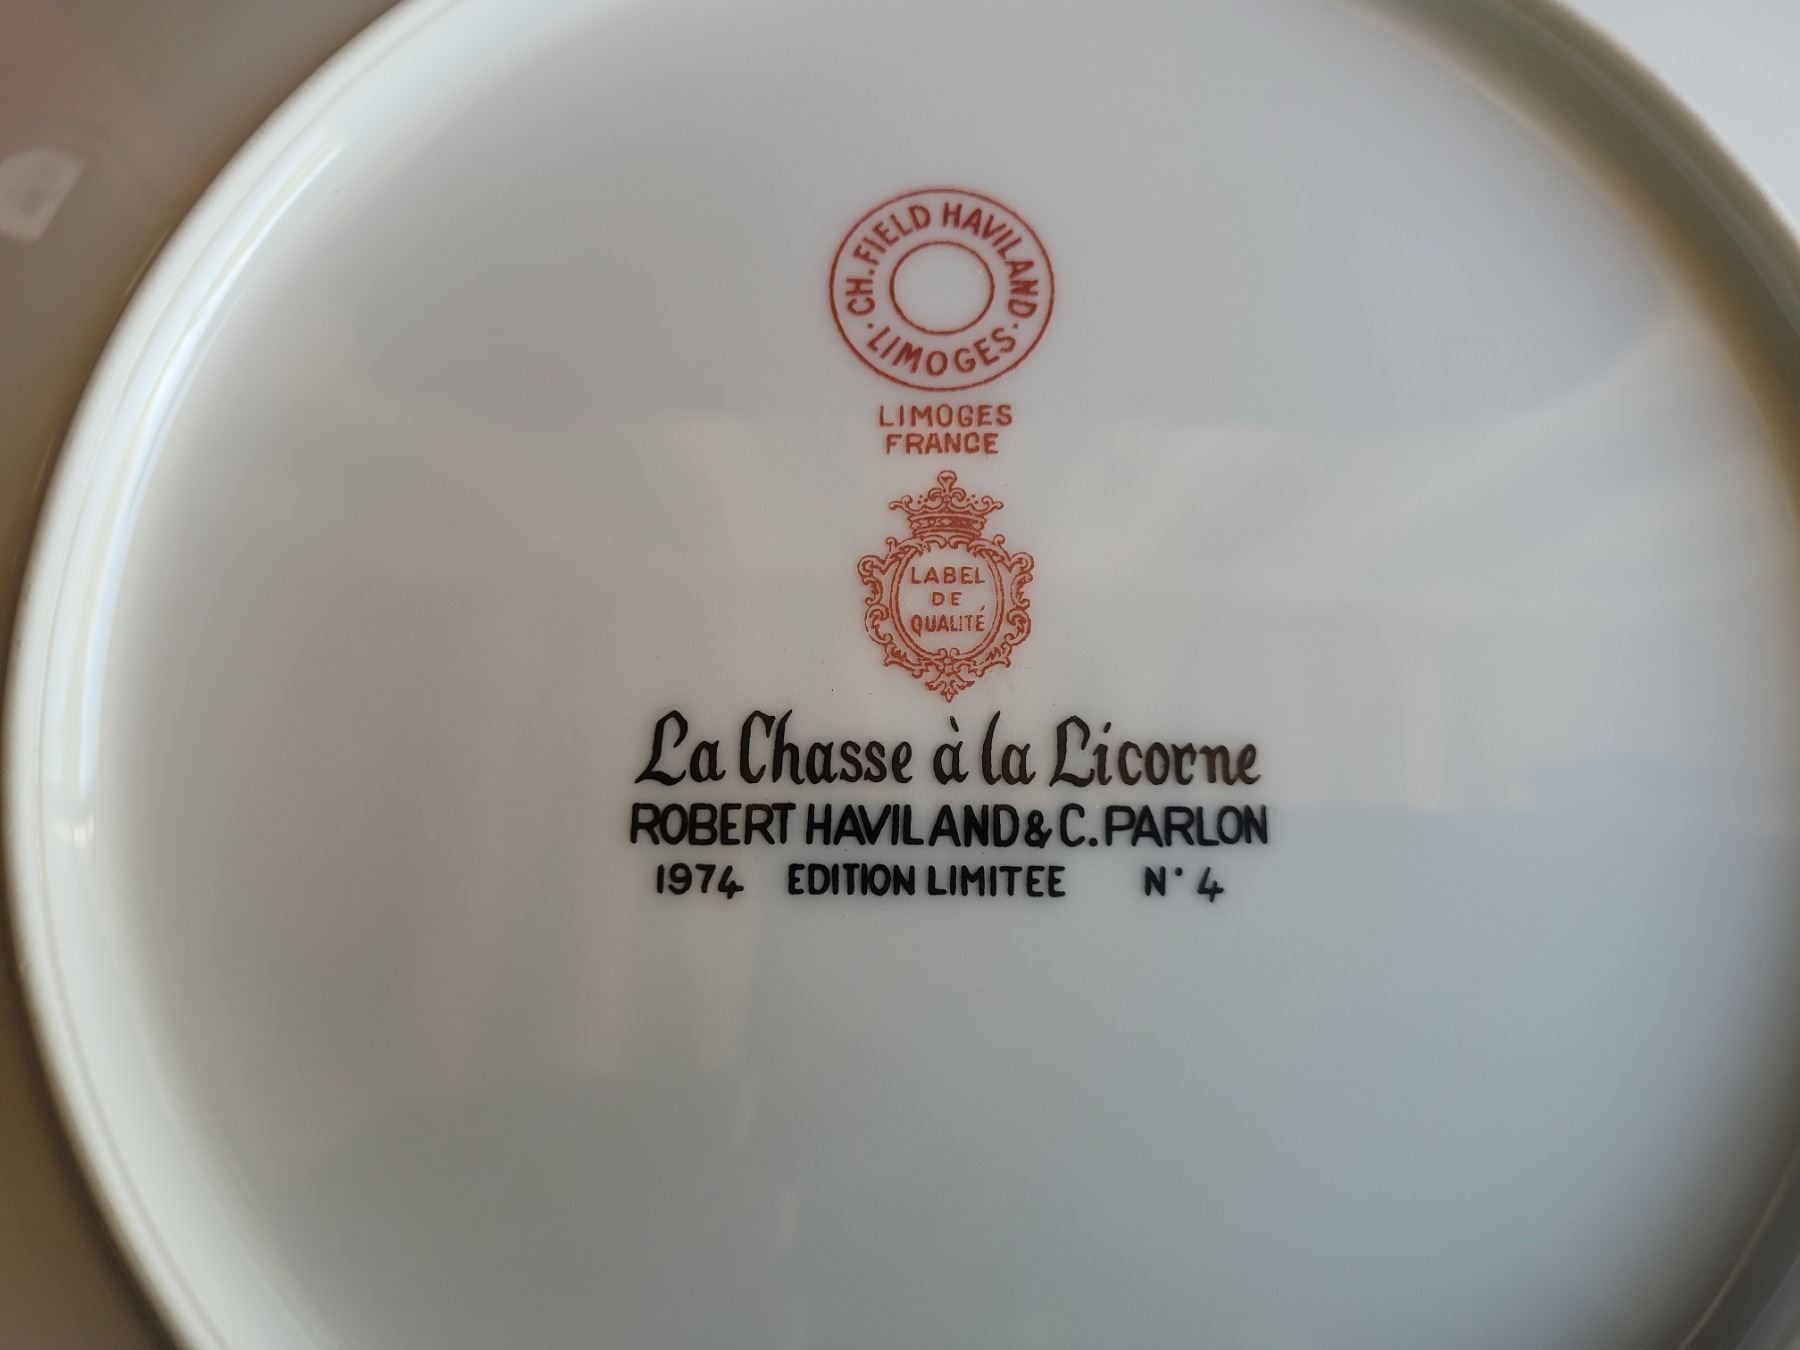 CH. FIELD HAVILAND
· LIMOGES ·
LIMOGES
FRANCE
LABEL
DE
QUALITÉ
La Chasse à la Licorne
ROBERT HAVILAND & C. PARLON
1974 EDITION LIMITEE N° 4